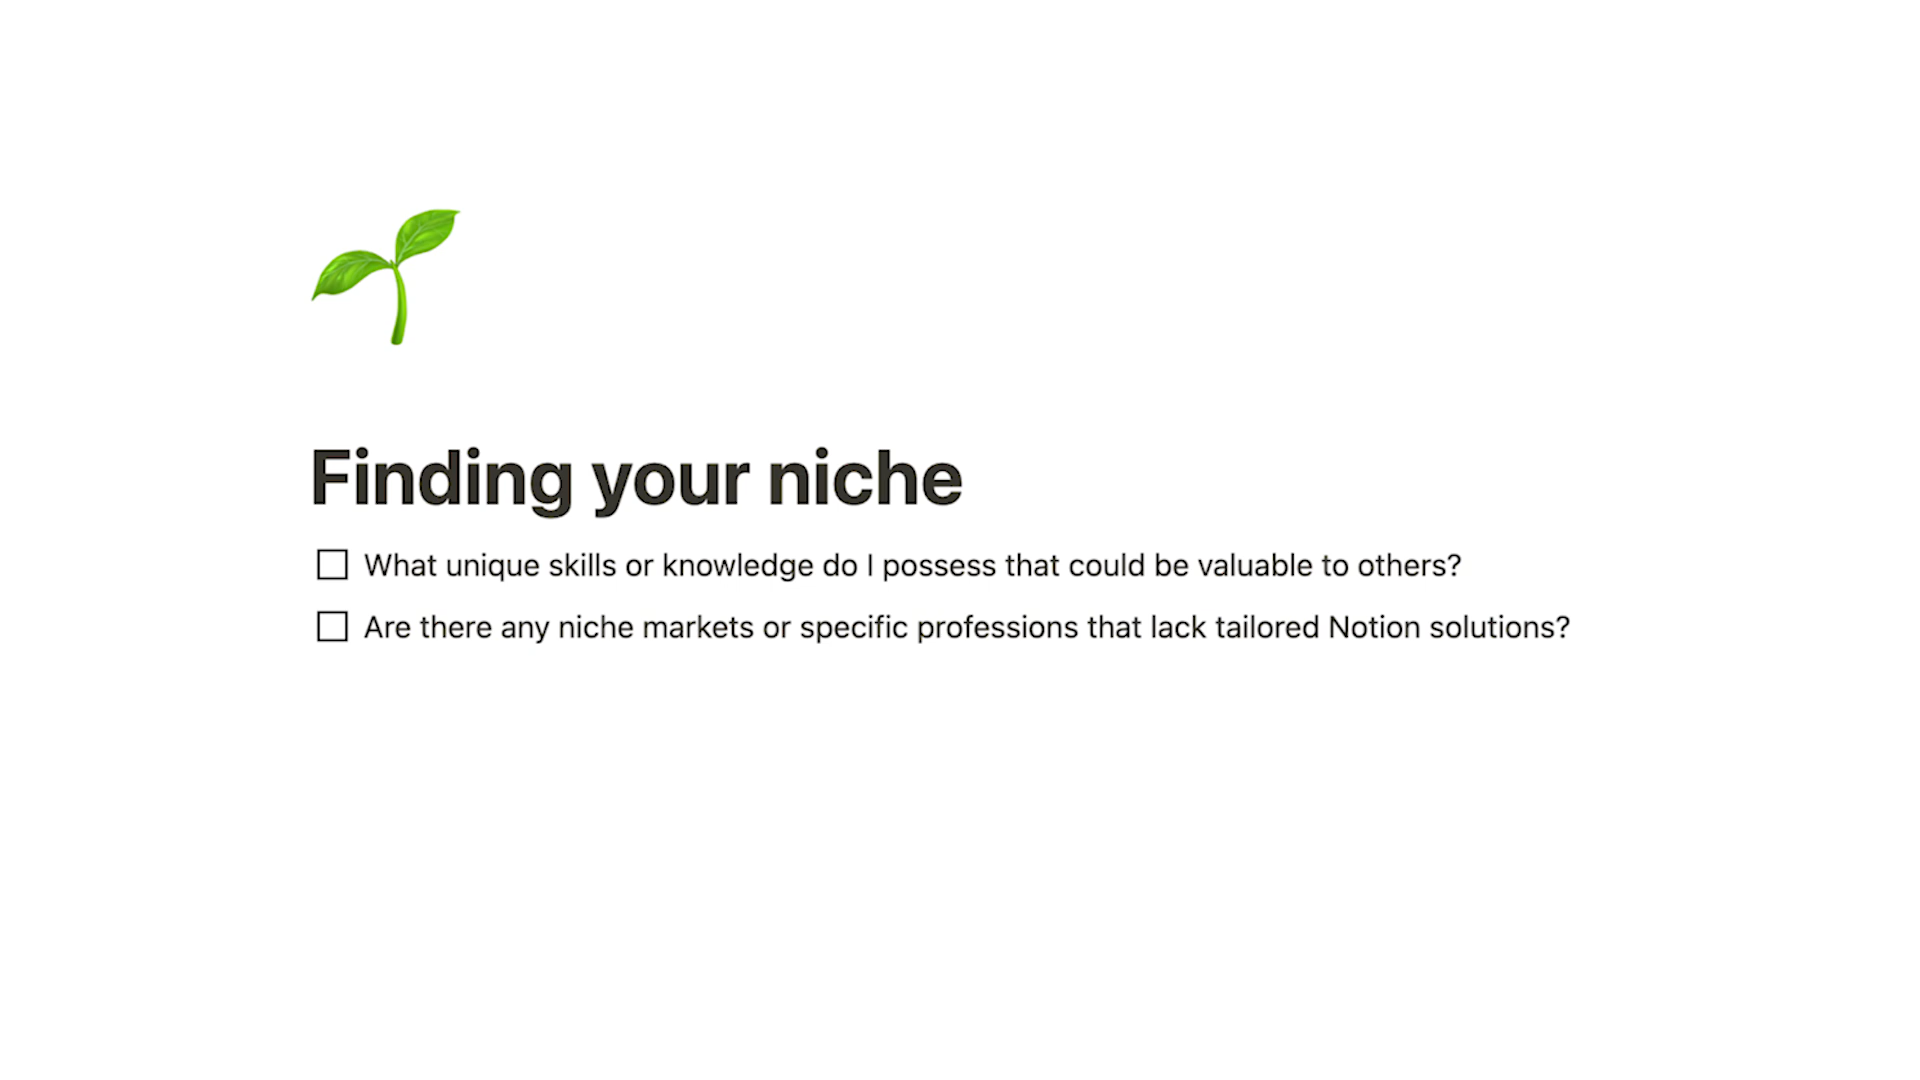 Finding your niche
What unique skills or knowledge do I possess that could be valuable to others?
Are there any niche markets or specific professions that lack tailored Notion solutions?